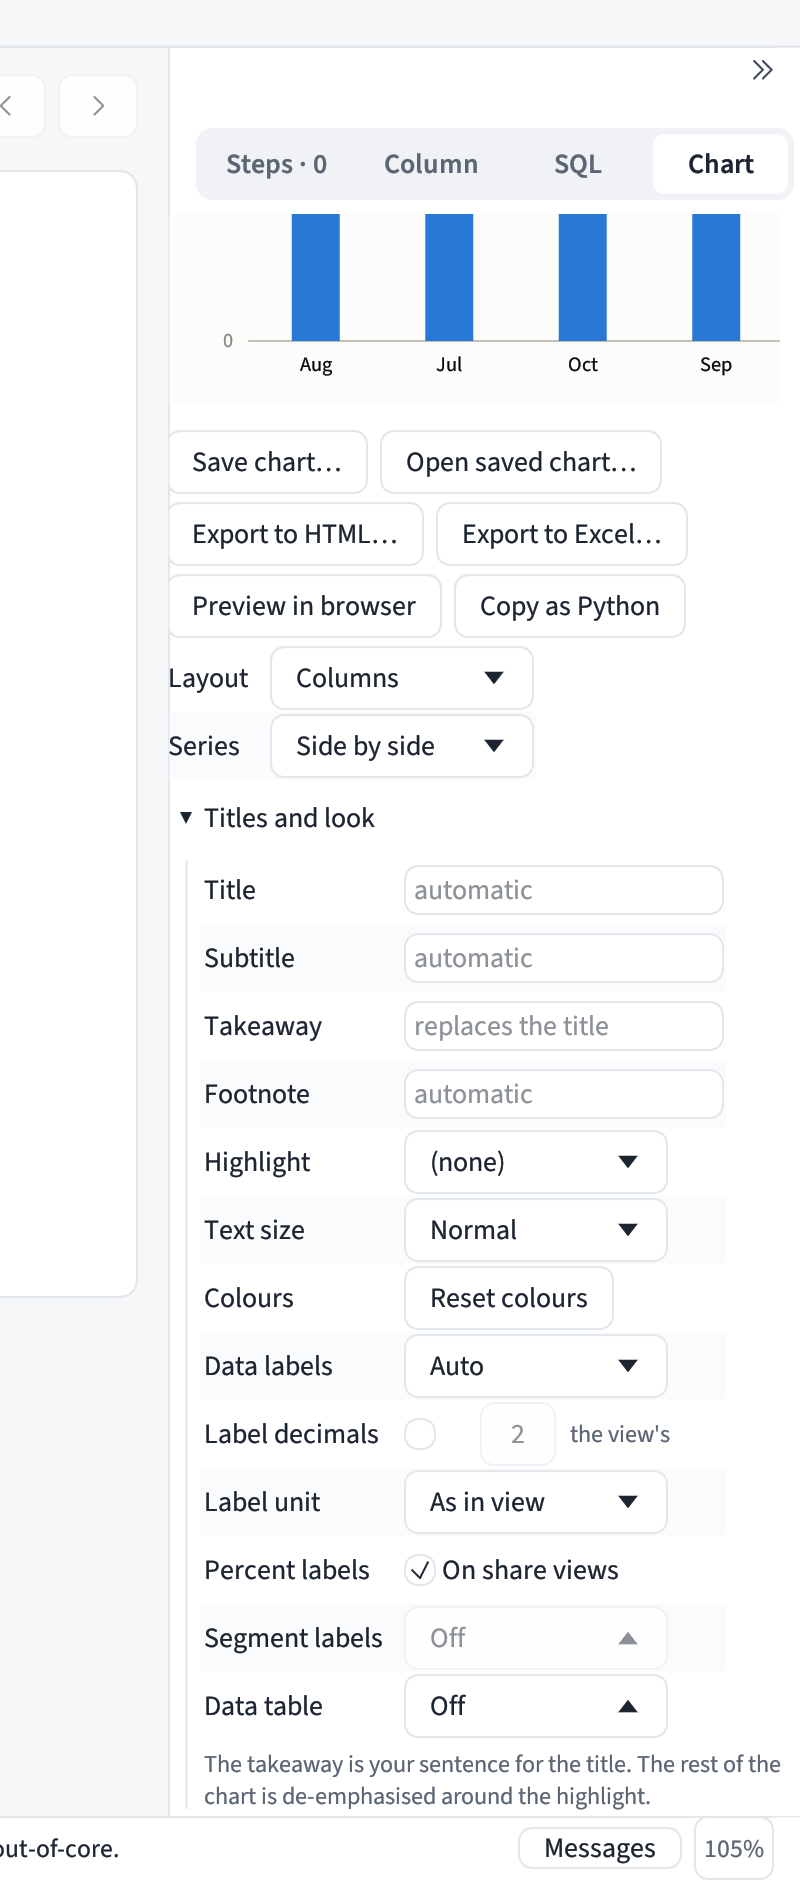 Steps · 0 Column SQL Chart
0
Aug Jul Oct Sep
Save chart… Open saved chart…
Export to HTML… Export to Excel…
Preview in browser Copy as Python
Layout Columns
Series Side by side
Titles and look
Title automatic
Subtitle automatic
Takeaway replaces the title
Footnote automatic
Highlight (none)
Text size Normal
Colours Reset colours
Data labels Auto
Label decimals 2 the view's
Label unit As in view
Percent labels On share views
Segment labels Off
Data table Off
The takeaway is your sentence for the title. The rest of the
chart is de-emphasised around the highlight.
out-of-core. Messages 105%